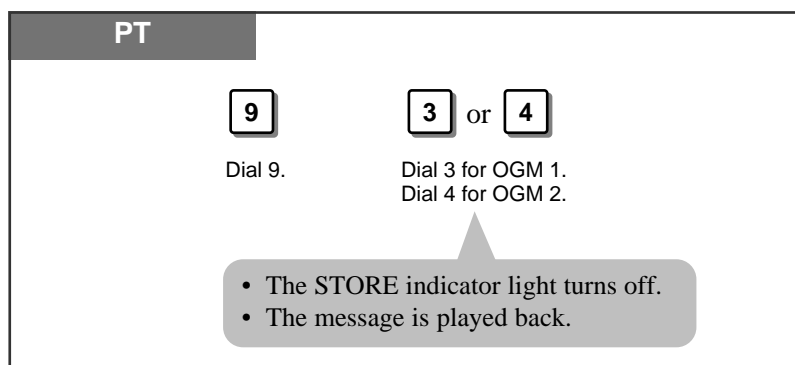 PT
9 3 or 4
Dial 9. Dial 3 for OGM 1.
Dial 4 for OGM 2.
• The STORE indicator light turns off.
• The message is played back.